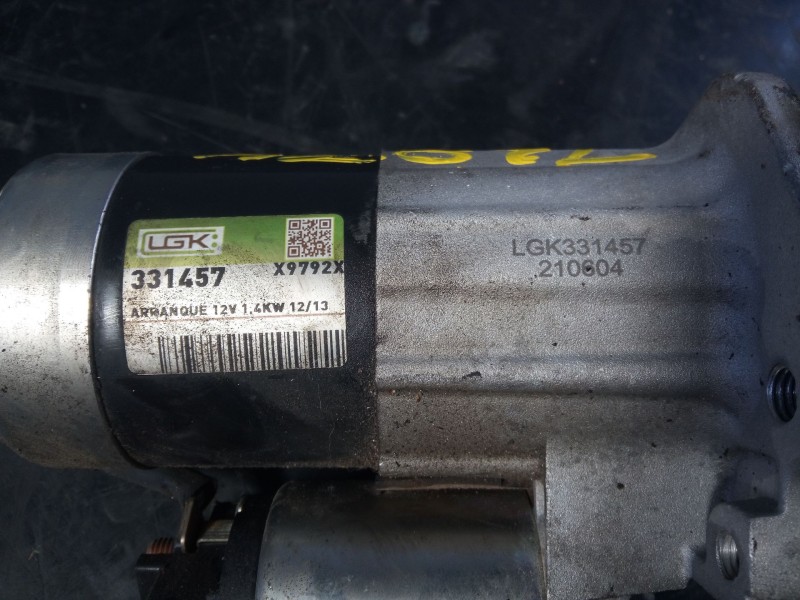 LGK
331457 X9792X
ARRANQUE 12V 1,4KW 12/13
LGK331457
210604